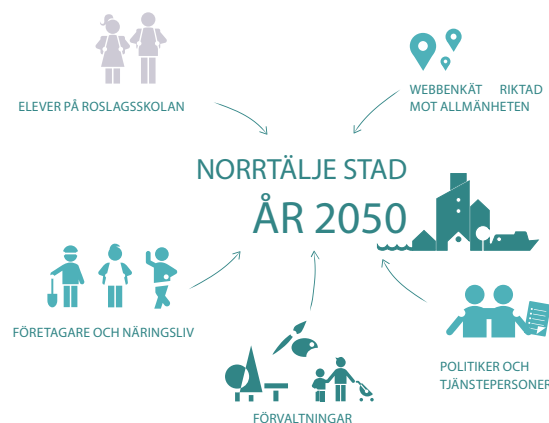 ELEVER PÅ ROSLAGSSKOLAN
WEBBENKÄT RIKTAD
MOT ALLMÄNHETEN
NORRTÄLJE STAD
ÅR 2050
FÖRETAGARE OCH NÄRINGSLIV
POLITIKER OCH
TJÄNSTEPERSONER
FÖRVALTNINGAR